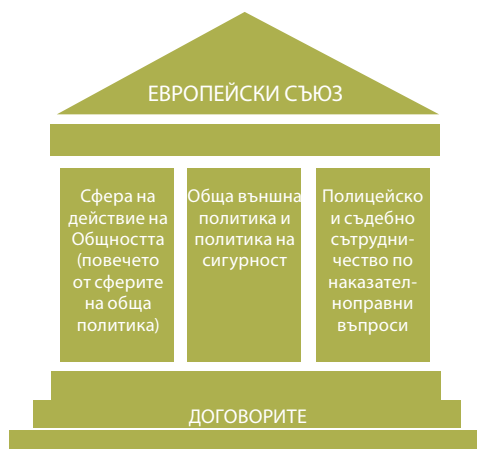 ЕВРОПЕЙСКИ СЪЮЗ
Сфера на
действие на
Общността
(повечето
от сферите
на обща
политика)
Обща външна
политика и
политика на
сигурност
Полицейско
и съдебно
сътрудни-
чество по
наказател-
ноправни
въпроси
ДОГОВОРИТЕ